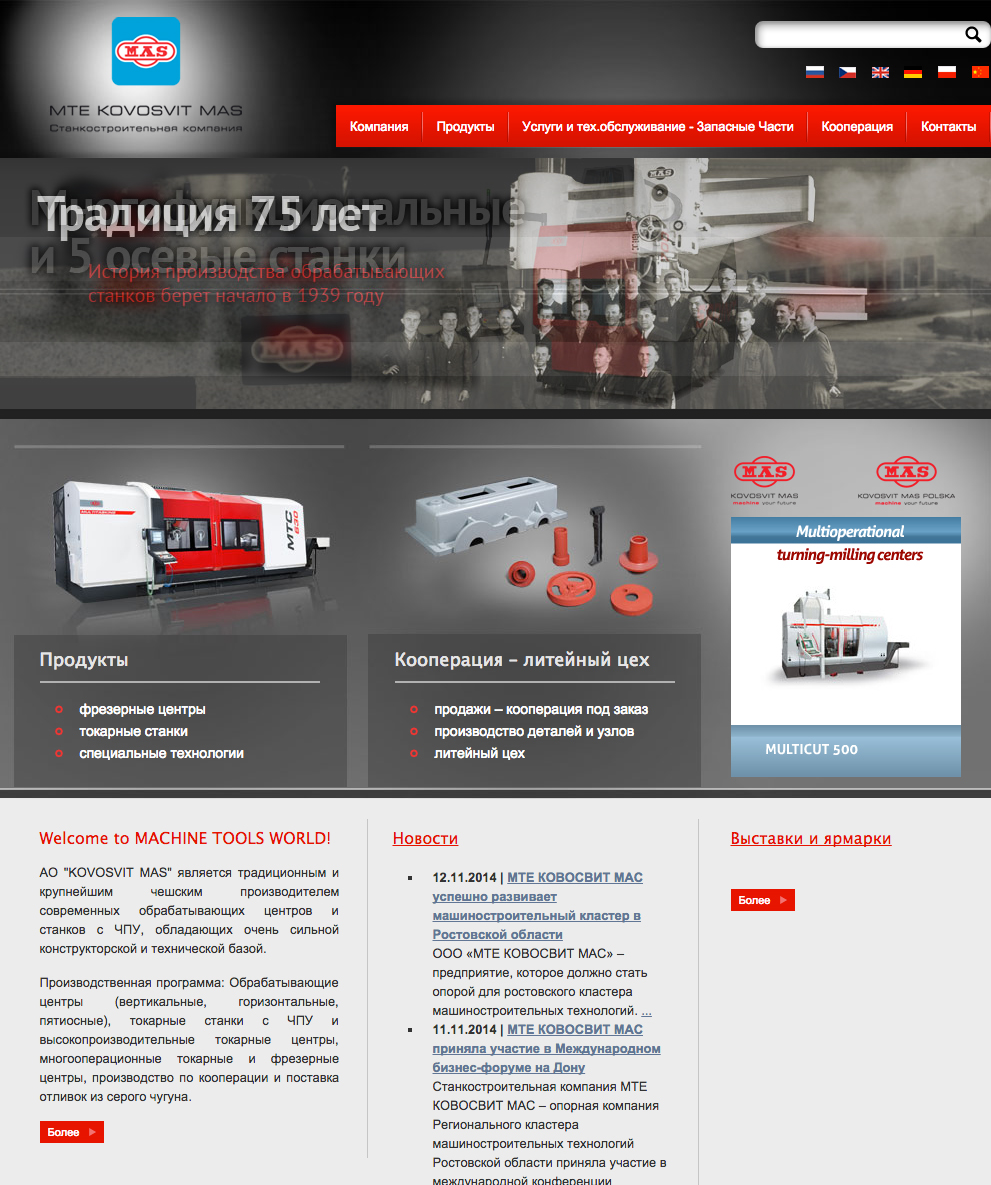 MAS
MTE KOVOSVIT MAS
Станкостроительная компания
Компания
Продукты
Услуги и тех.обслуживание - Запасные Части
Кооперация
Контакты
Многофункциональные
и 5 осевые станки
Традиция 75 лет
История производства обрабатывающих
станков берет начало в 1939 году
MAS
MAS
MTC 630
Продукты
фрезерные центры
токарные станки
специальные технологии
Кооперация – литейный цех
продажи – кооперация под заказ
производство деталей и узлов
литейный цех
MAS
KOVOSVIT MAS
machine your future
MAS
KOVOSVIT MAS POLSKA
machine your future
Multioperational
turning-milling centers
MULTICUT 500
Welcome to MACHINE TOOLS WORLD!
АО "KOVOSVIT MAS" является традиционным и
крупнейшим чешским производителем
современных обрабатывающих центров и
станков с ЧПУ, обладающих очень сильной
конструкторской и технической базой.
Производственная программа: Обрабатывающие
центры (вертикальные, горизонтальные,
пятиосные), токарные станки с ЧПУ и
высокопроизводительные токарные центры,
многооперационные токарные и фрезерные
центры, производство по кооперации и поставка
отливок из серого чугуна.
Более
Новости
12.11.2014 | МТЕ КОВОСВИТ МАС
успешно развивает
машиностроительный кластер в
Ростовской области
ООО «МТЕ КОВОСВИТ МАС» –
предприятие, которое должно стать
опорой для ростовского кластера
машиностроительных технологий. ...
11.11.2014 | МТЕ КОВОСВИТ МАС
приняла участие в Международном
бизнес-форуме на Дону
Станкостроительная компания МТЕ
КОВОСВИТ МАС – опорная компания
Регионального кластера
машиностроительных технологий
Ростовской области приняла участие в
международной конференции
Выставки и ярмарки
Более